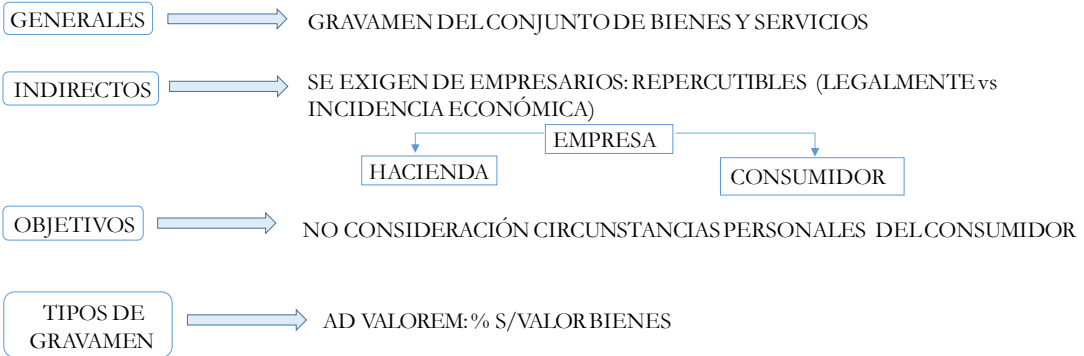 GENERALES
GRAVAMEN DEL CONJUNTO DE BIENES Y SERVICIOS
INDIRECTOS
SE EXIGEN DE EMPRESARIOS: REPERCUTIBLES (LEGALMENTE vs
INCIDENCIA ECONÓMICA)
EMPRESA
HACIENDA
CONSUMIDOR
OBJETIVOS
NO CONSIDERACIÓN CIRCUNSTANCIAS PERSONALES DEL CONSUMIDOR
TIPOS DE
GRAVAMEN
AD VALOREM: % S/VALOR BIENES